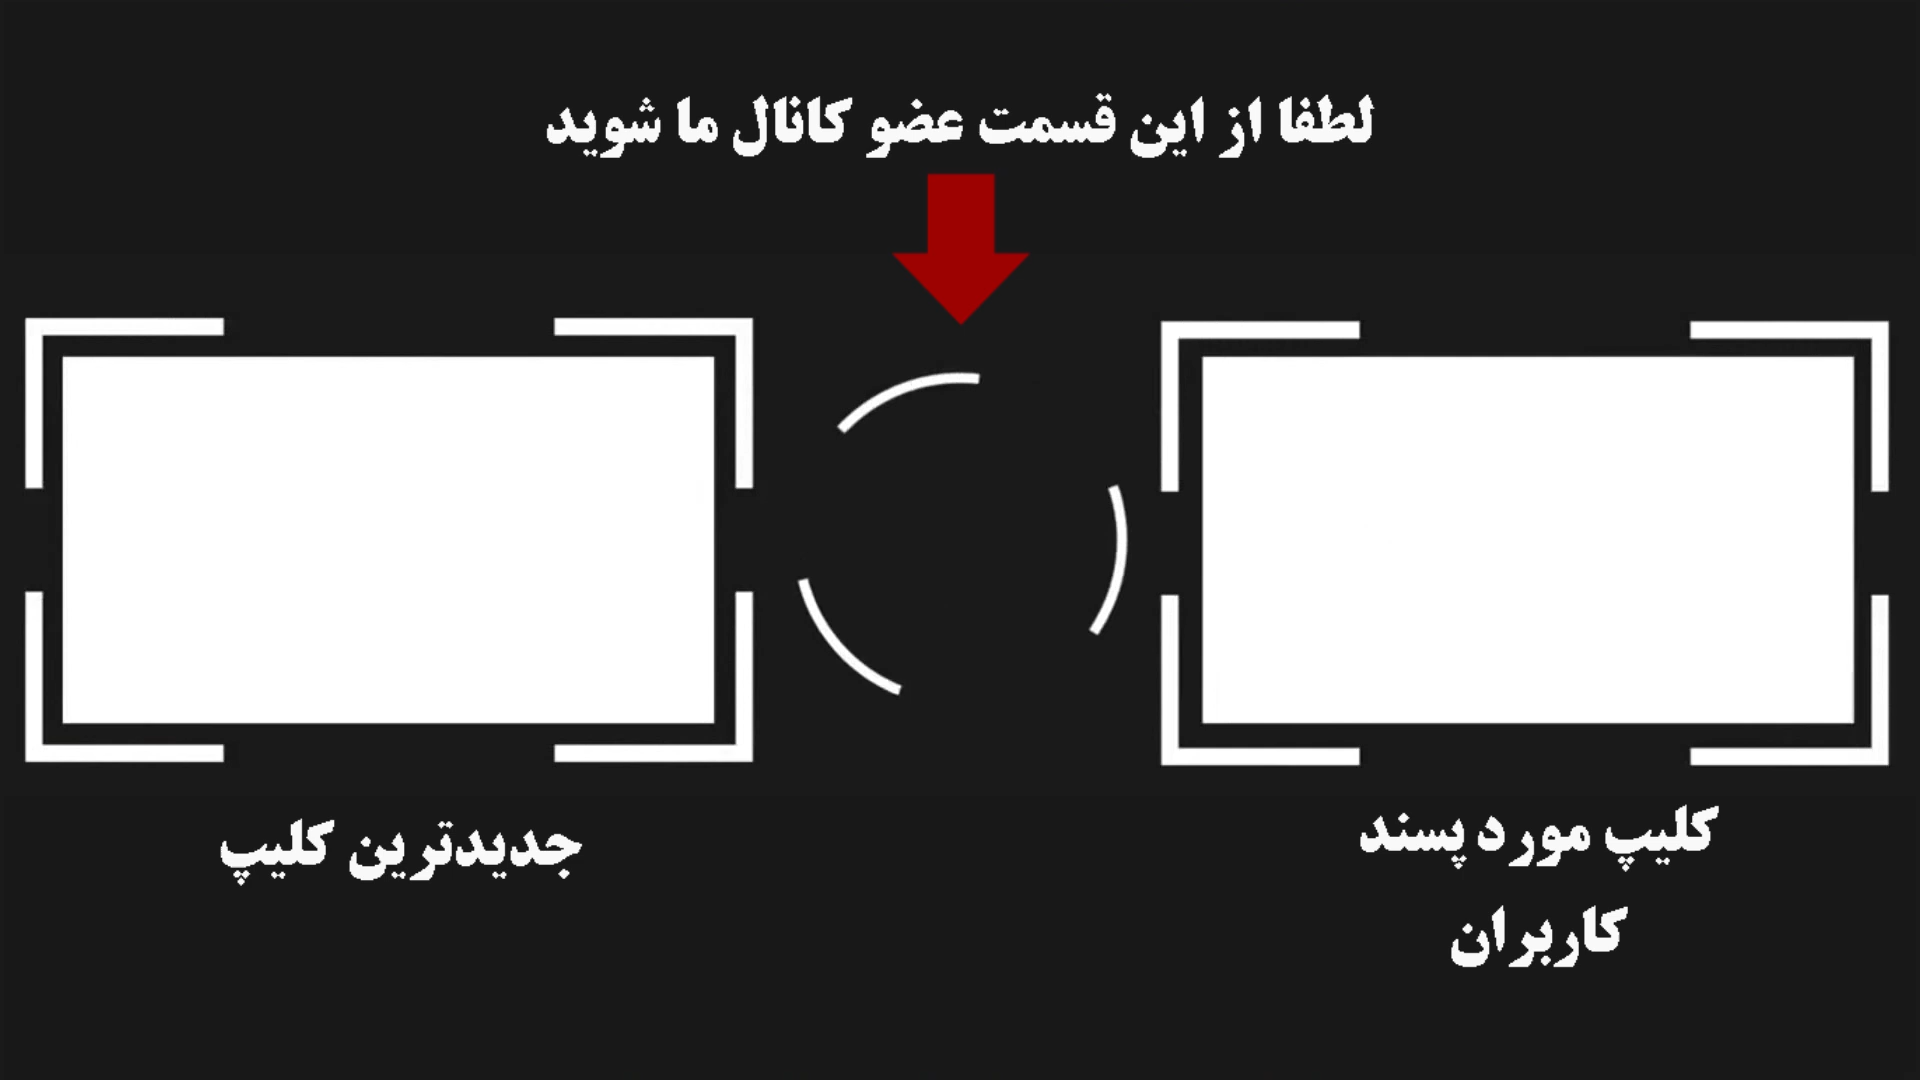 لطفا از این قسمت عضو کانال ما شوید
کلیپ مورد پسند
کاربران
جدیدترین کلیپ